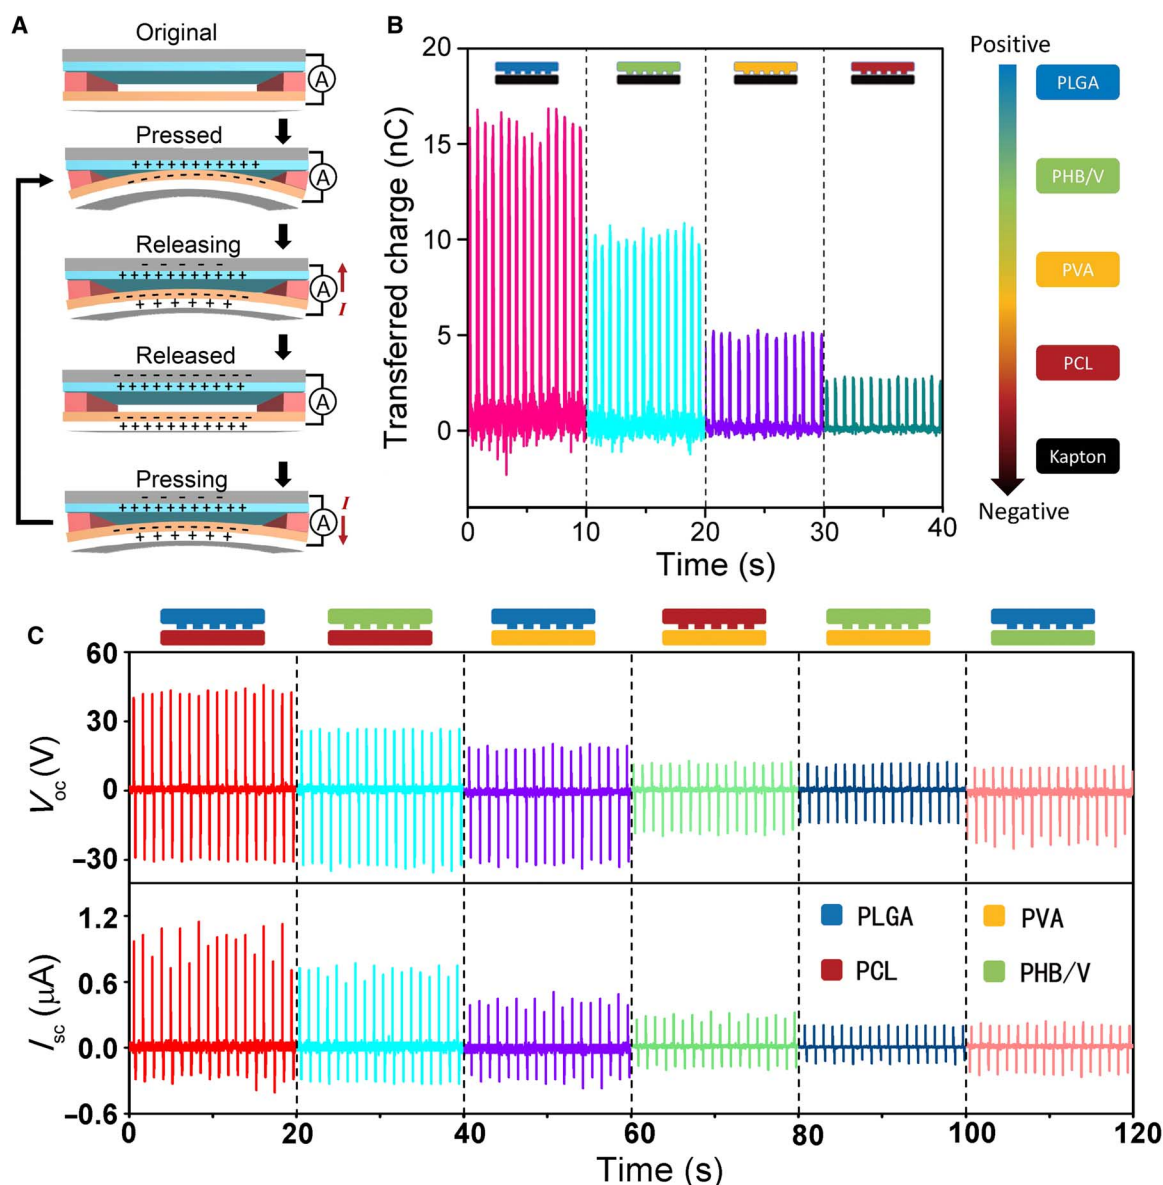 A
Original
A
Pressed
+ + + + + + + + + +
- - - - - - - - - -
A
Releasing
- - - - -
+ + + + + + + + + +
- - - - - - - - - -
+ + + + + +
A
I
Released
- - - - - - - - - -
+ + + + + + + + + +
- - - - - - - - - -
+ + + + + + + + + +
A
Pressing
- - - - -
+ + + + + + + + + +
- - - - - - - - - -
+ + + + + +
A
I
B
Transferred charge (nC)
20
15
10
5
0
0 10 20 30 40
Time (s)
Positive
PLGA
PHB/V
PVA
PCL
Kapton
Negative
C
Voc (V)
60
30
0
−30
Isc (μA)
1.2
0.6
0.0
−0.6
PLGA PVA
PCL PHB/V
0 20 40 60 80 100 120
Time (s)